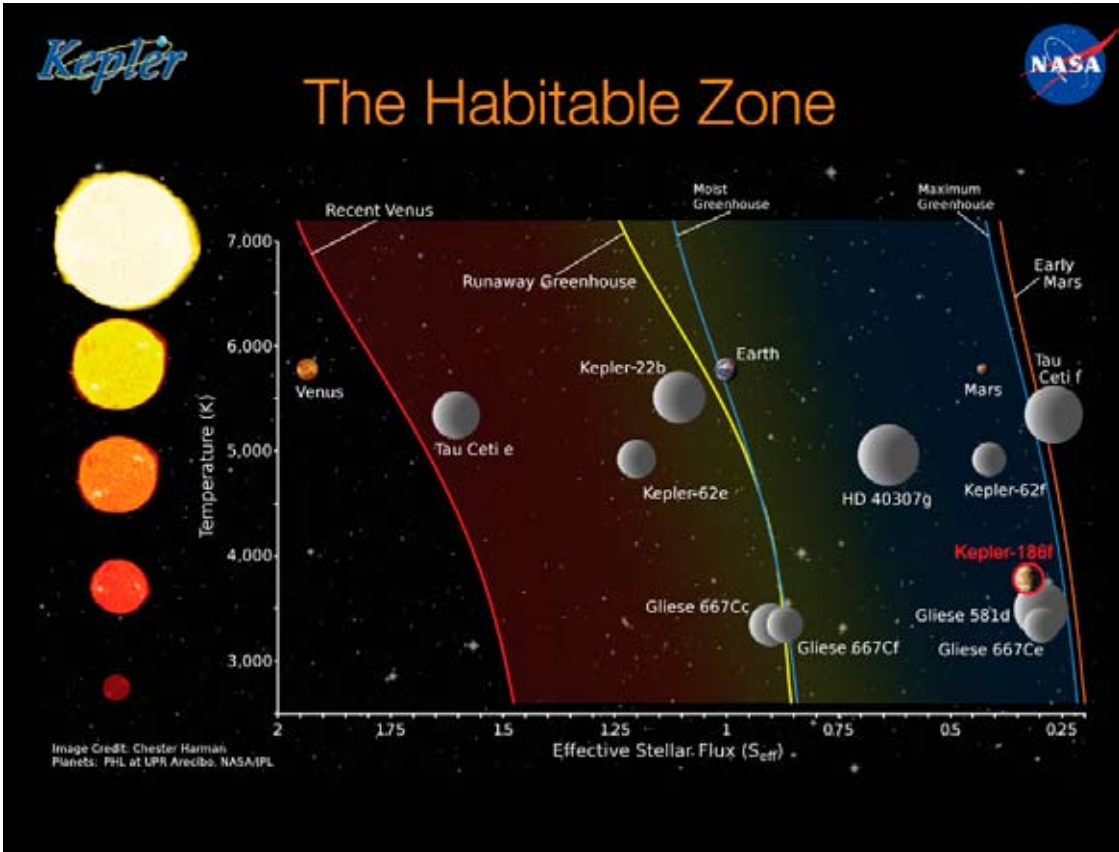 Kepler
NASA
The Habitable Zone
Recent Venus
Moist
Greenhouse
Maximum
Greenhouse
7,000
Runaway Greenhouse
Early
Mars
6,000
Venus
Kepler-22b
Earth
Mars
Tau
Ceti f
Temperature (K)
5,000
Tau Ceti e
Kepler-62e
HD 40307g
Kepler-62f
4,000
Kepler-186f
Gliese 667Cc
Gliese 581d
Gliese 667Cf
Gliese 667Ce
3,000
2 1.75 1.5 1.25 1 0.75 0.5 0.25
Effective Stellar Flux (Seff)
Image Credit: Chester Harman
Planets: PHL at UPR Arecibo, NASA/JPL